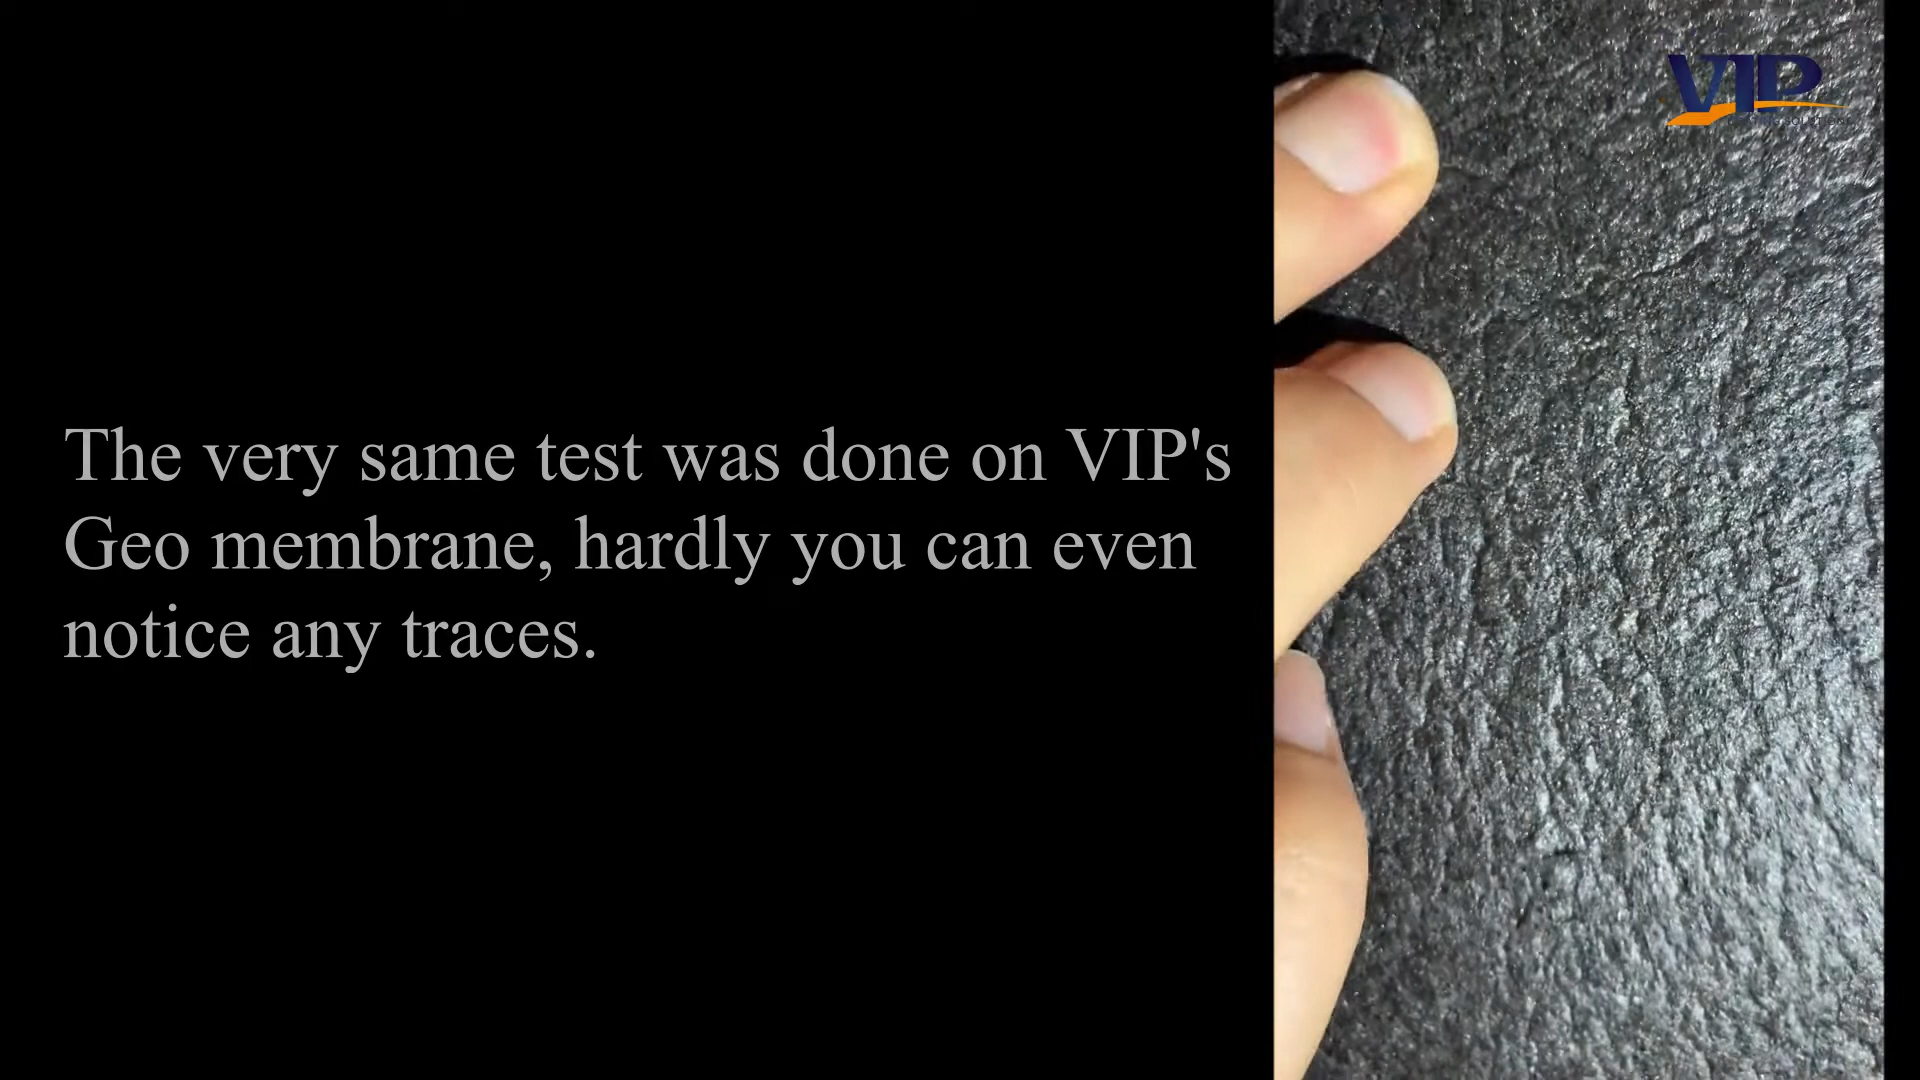 VIP
The very same test was done on VIP's
Geo membrane, hardly you can even
notice any traces.